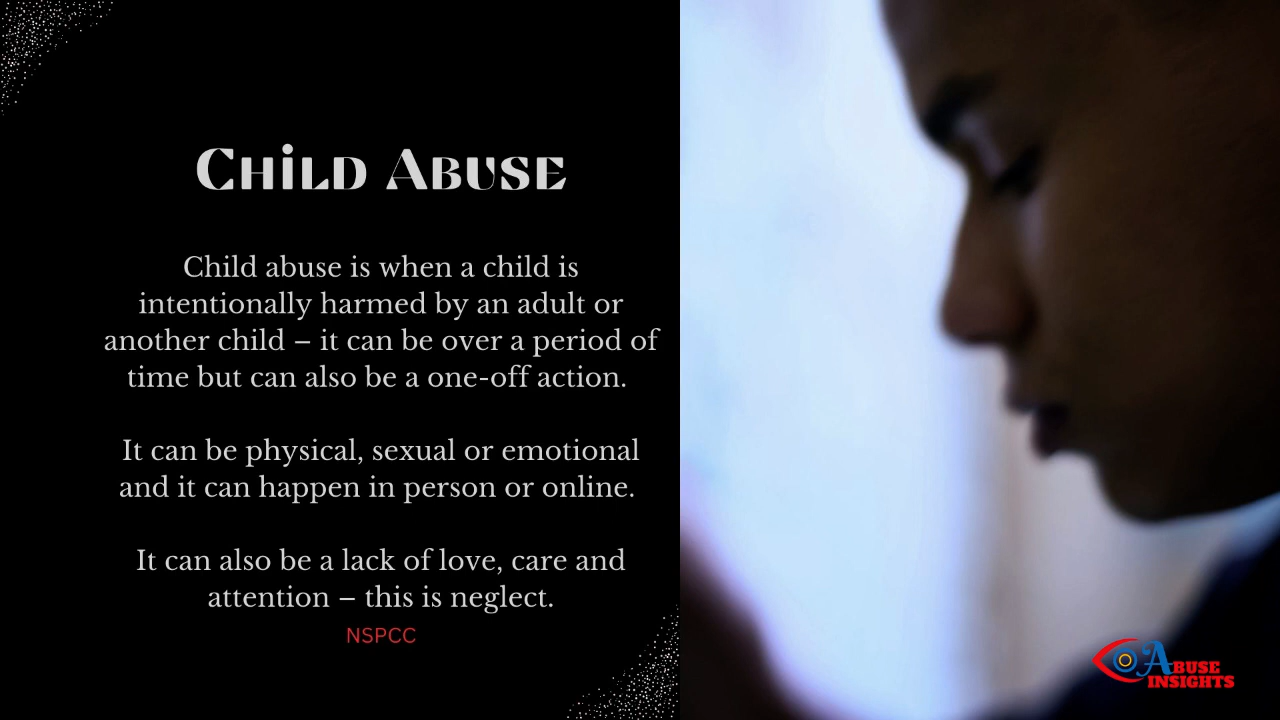 Child Abuse
Child abuse is when a child is
intentionally harmed by an adult or
another child – it can be over a period of
time but can also be a one-off action.
It can be physical, sexual or emotional
and it can happen in person or online.
It can also be a lack of love, care and
attention – this is neglect.
NSPCC
Abuse
Insights